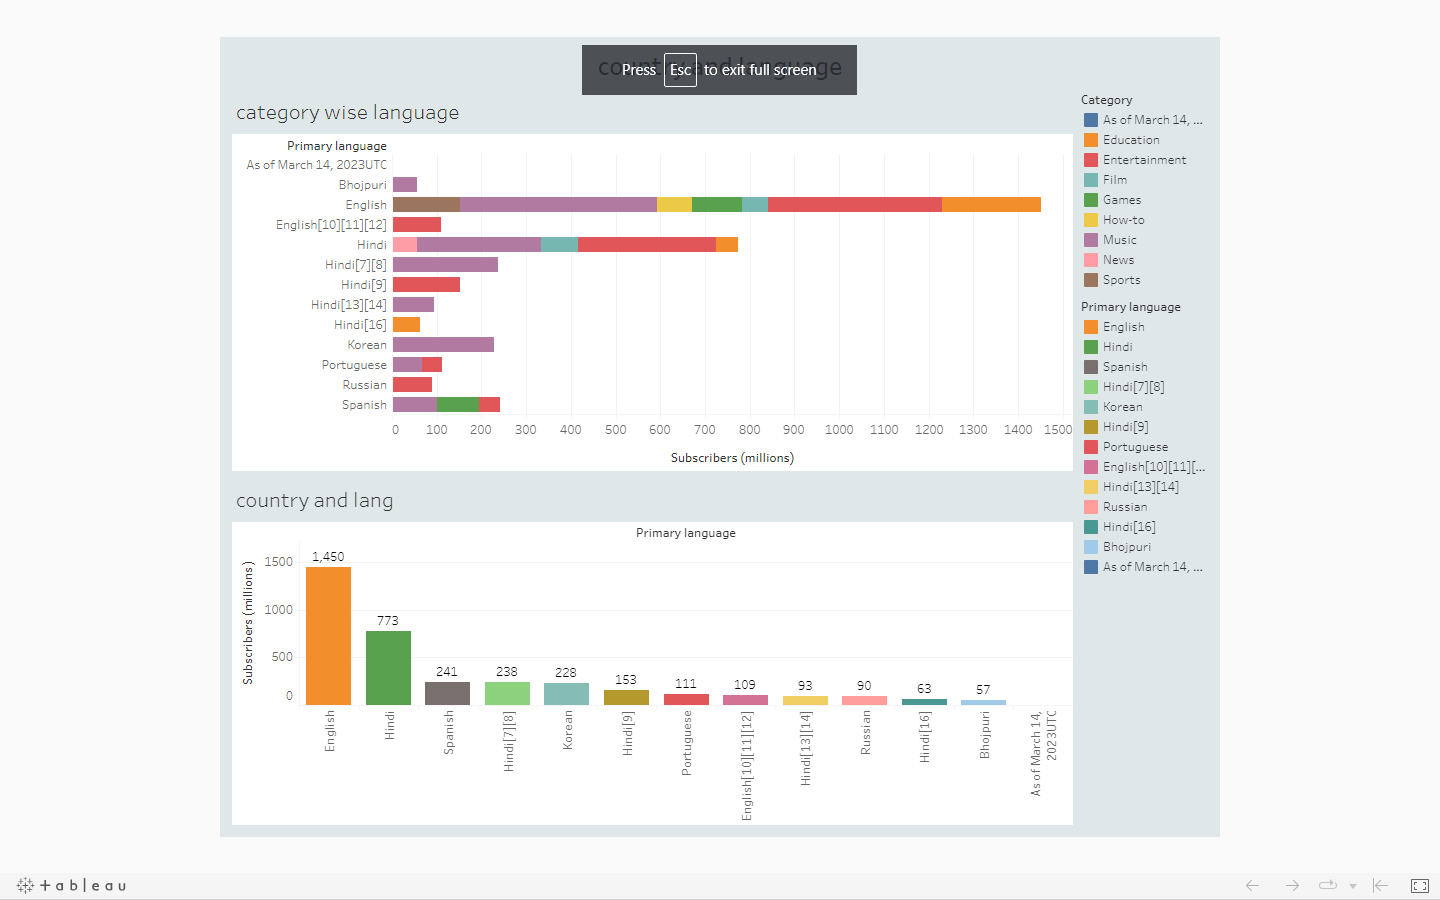 country and language
Press Esc to exit full screen
category wise language
Primary language
As of March 14, 2023UTC
Bhojpuri
English
English[10][11][12]
Hindi
Hindi[7][8]
Hindi[9]
Hindi[13][14]
Hindi[16]
Korean
Portuguese
Russian
Spanish
0 100 200 300 400 500 600 700 800 900 1000 1100 1200 1300 1400 1500
Subscribers (millions)
Category
As of March 14, ...
Education
Entertainment
Film
Games
How-to
Music
News
Sports
Primary language
English
Hindi
Spanish
Hindi[7][8]
Korean
Hindi[9]
Portuguese
English[10][11][...
Hindi[13][14]
Russian
Hindi[16]
Bhojpuri
As of March 14, ...
country and lang
Primary language
Subscribers (millions)
1500
1000
500
0
1,450
773
241
238
228
153
111
109
93
90
63
57
English
Hindi
Spanish
Hindi[7][8]
Korean
Hindi[9]
Portuguese
English[10][11][12]
Hindi[13][14]
Russian
Hindi[16]
Bhojpuri
As of March 14,
2023UTC
+ableau